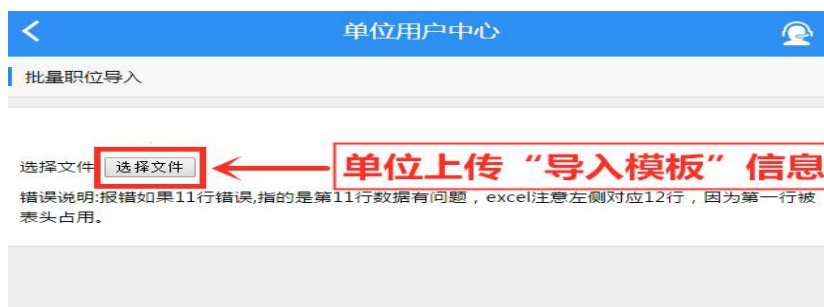 单位用户中心
批量职位导入
选择文件 选择文件 单位上传“导入模板”信息
错误说明:报错如果11行错误,指的是第11行数据有问题，excel注意左侧对应12行，因为第一行被
表头占用。